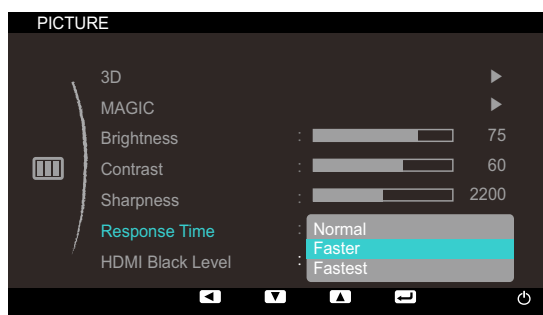 PICTURE
3D
MAGIC
Brightness : 75
Contrast : 60
Sharpness : 2200
Response Time : Normal
Faster
HDMI Black Level : Fastest